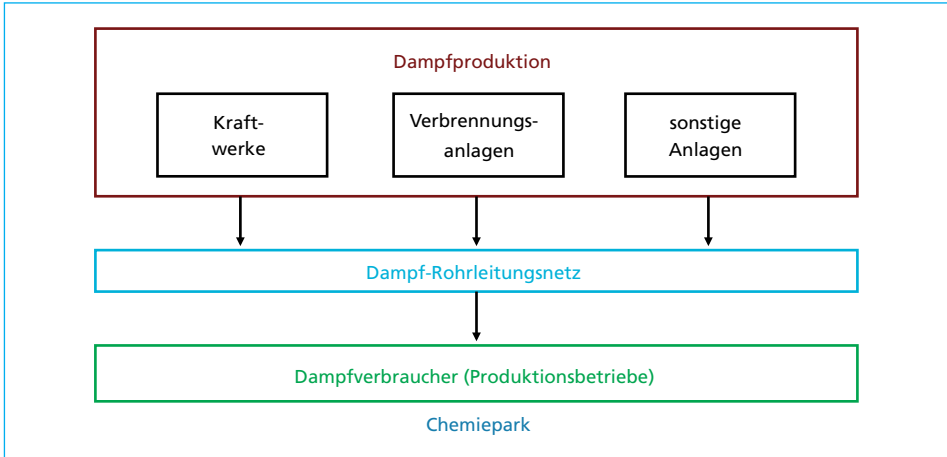 Dampfproduktion
Kraft-
werke
Verbrennungs-
anlagen
sonstige
Anlagen
Dampf-Rohrleitungsnetz
Dampfverbraucher (Produktionsbetriebe)
Chemiepark